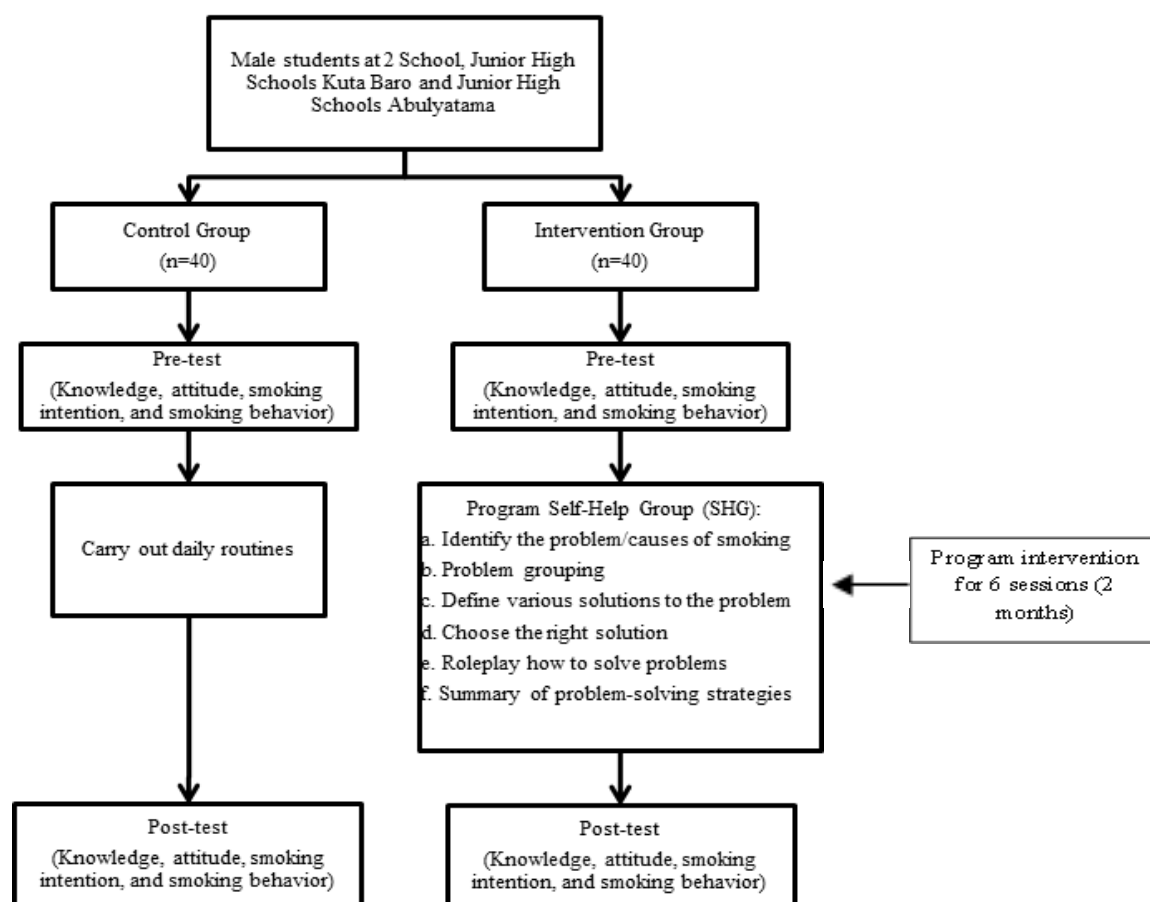 Male students at 2 School, Junior High
Schools Kuta Baro and Junior High
Schools Abulyatama
Control Group
(n=40)
Intervention Group
(n=40)
Pre-test
(Knowledge, attitude, smoking
intention, and smoking behavior)
Pre-test
(Knowledge, attitude, smoking
intention, and smoking behavior)
Carry out daily routines
Program Self-Help Group (SHG):
a. Identify the problem/causes of smoking
b. Problem grouping
c. Define various solutions to the problem
d. Choose the right solution
e. Roleplay how to solve problems
f. Summary of problem-solving strategies
Program intervention
for 6 sessions (2
months)
Post-test
(Knowledge, attitude, smoking
intention, and smoking behavior)
Post-test
(Knowledge, attitude, smoking
intention, and smoking behavior)